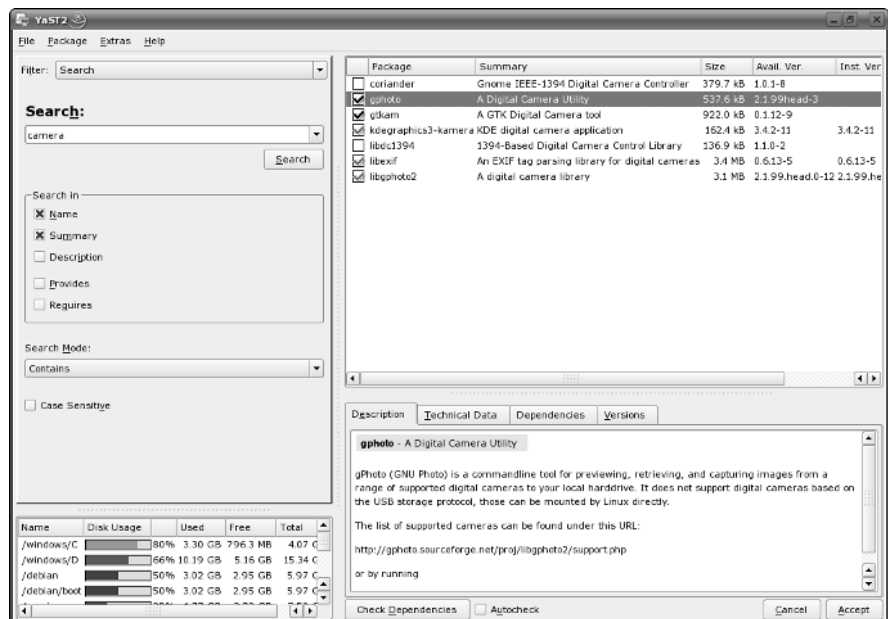 YaST2
File Package Extras Help
Filter: Search
Search:
camera
Search
Search in
Name
Summary
Description
Provides
Requires
Search Mode:
Contains
Case Sensitive
Name Disk Usage Used Free Total
/windows/C 80% 3.30 GB 796.3 MB 4.07 G
/windows/D 66% 10.19 GB 5.16 GB 15.34 G
/debian 50% 3.02 GB 2.95 GB 5.97 G
/debian/boot 50% 3.02 GB 2.95 GB 5.97 G
Package Summary Size Avail. Ver. Inst. Ver
coriander Gnome IEEE-1394 Digital Camera Controller 379.7 kB 1.0.1-8
gphoto A Digital Camera Utility 537.6 kB 2.1.99head-3
gtkam A GTK Digital Camera tool 922.0 kB 0.1.12-9
kdegraphics3-kamera KDE digital camera application 162.4 kB 3.4.2-11 3.4.2-11
libdc1394 1394-Based Digital Camera Control Library 136.9 kB 1.1.0-2
libexif An EXIF tag parsing library for digital cameras 3.4 MB 0.6.13-5 0.6.13-5
libgphoto2 A digital camera library 3.1 MB 2.1.99.head.0-12 2.1.99.he
Description Technical Data Dependencies Versions
gphoto - A Digital Camera Utility
gPhoto (GNU Photo) is a commandline tool for previewing, retrieving, and capturing images from a
range of supported digital cameras to your local harddrive. It does not support digital cameras based on
the USB storage protocol, those can be mounted by Linux directly.
The list of supported cameras can be found under this URL:
http://gphoto.sourceforge.net/proj/libgphoto2/support.php
or by running
Check Dependencies Autocheck Cancel Accept